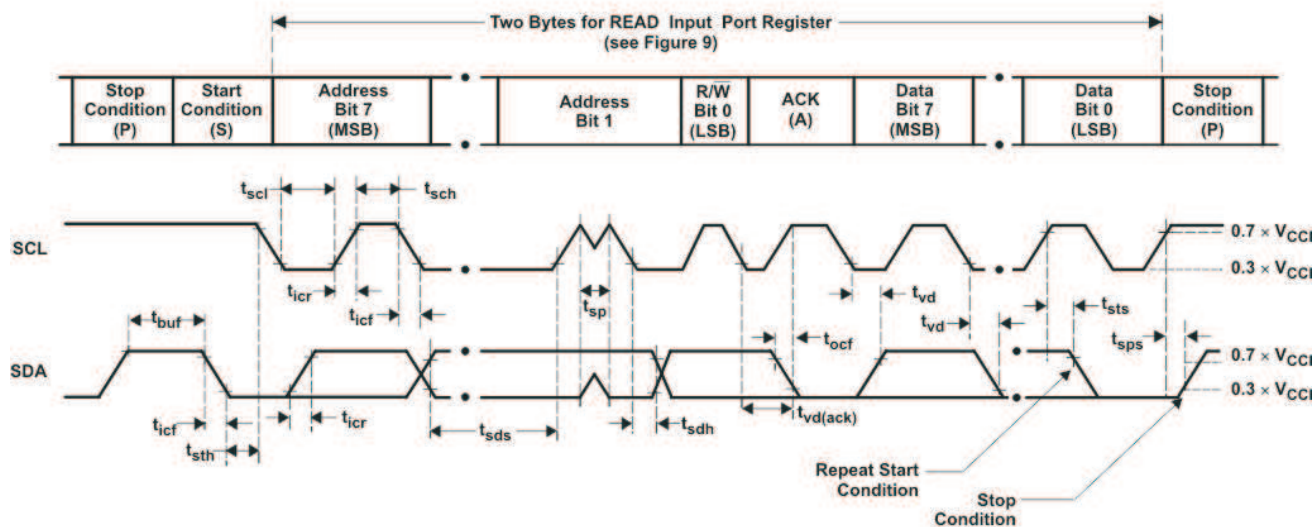 Two Bytes for READ Input Port Register
(see Figure 9)
Stop
Condition
(P)
Start
Condition
(S)
Address
Bit 7
(MSB)
Address
Bit 1
R/W̅
Bit 0
(LSB)
ACK
(A)
Data
Bit 7
(MSB)
Data
Bit 0
(LSB)
Stop
Condition
(P)
tscl
tsch
SCL
0.7 × VCCI
0.3 × VCCI
ticr
ticf
tsp
tvd
tvd
tsts
tbuf
tocf
tsps
SDA
0.7 × VCCI
0.3 × VCCI
ticf
ticr
tsth
tsds
tsdh
tvd(ack)
Repeat Start
Condition
Stop
Condition